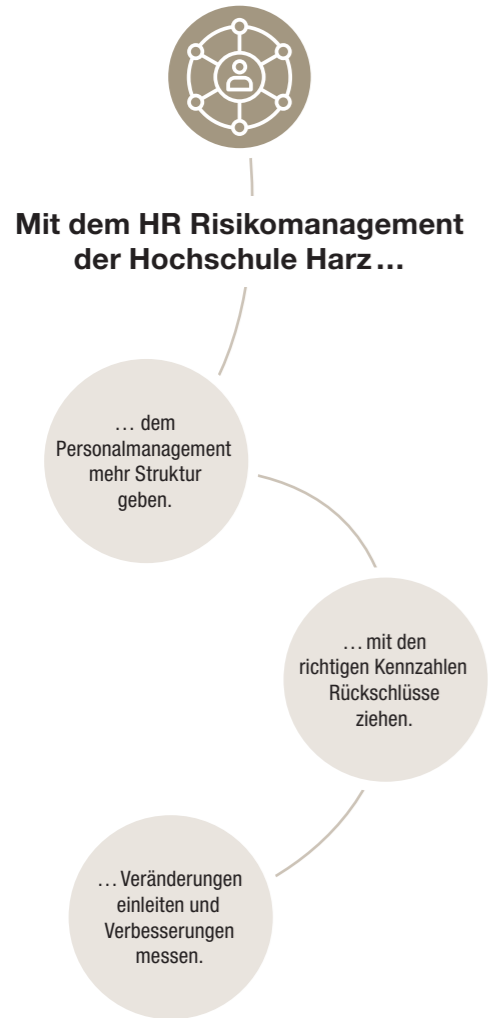 Mit dem HR Risikomanagement
der Hochschule Harz…
… dem
Personalmanagement
mehr Struktur
geben.
… mit den
richtigen Kennzahlen
Rückschlüsse
ziehen.
… Veränderungen
einleiten und
Verbesserungen
messen.